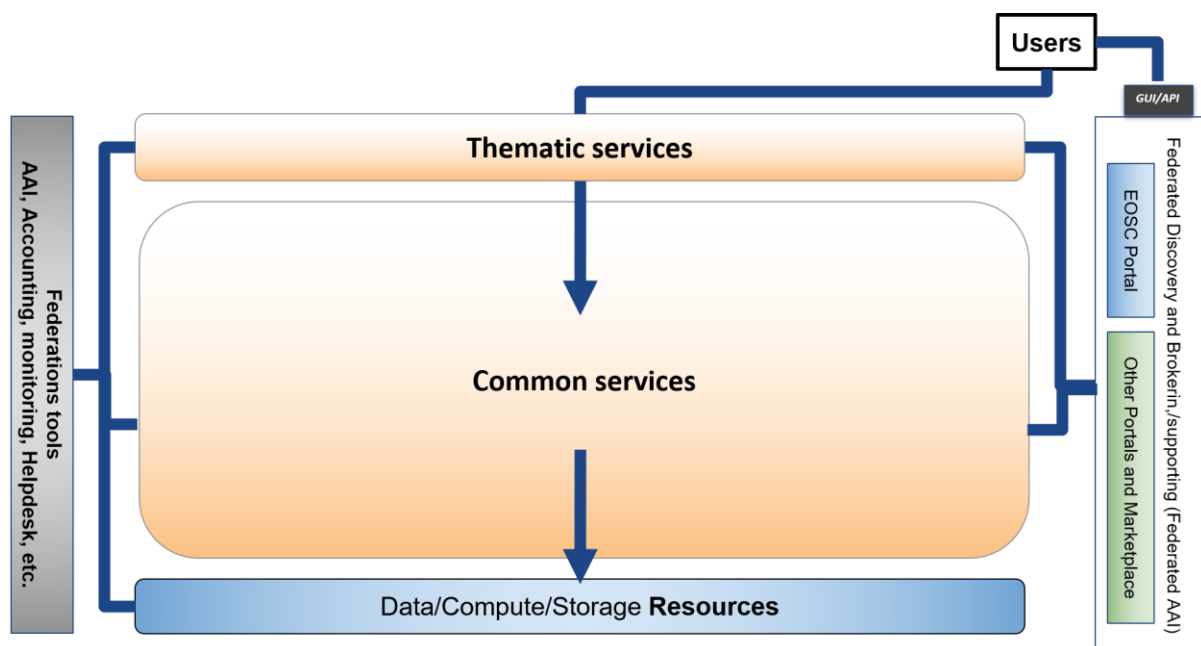 Users
GUI/API
Thematic services
Common services
Data/Compute/Storage Resources
Federations tools
AAI, Accounting, monitoring, Helpdesk, etc.
Federated Discovery and Brokerin,/supporting (Federated AAI)
EOSC Portal
Other Portals and Marketplace